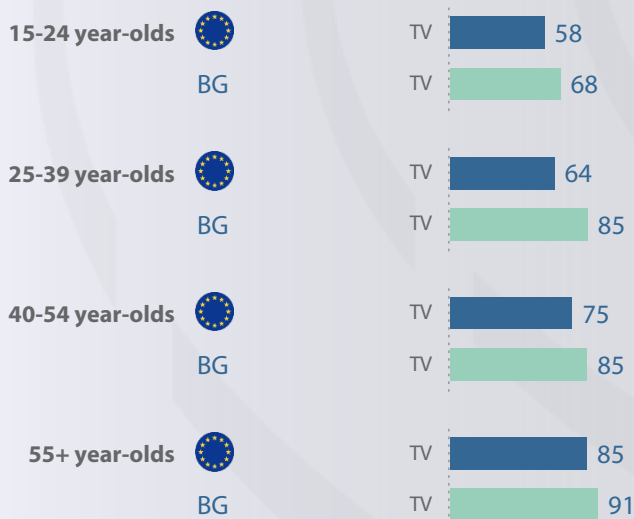 15-24 year-olds TV 58
BG TV 68
25-39 year-olds TV 64
BG TV 85
40-54 year-olds TV 75
BG TV 85
55+ year-olds TV 85
BG TV 91